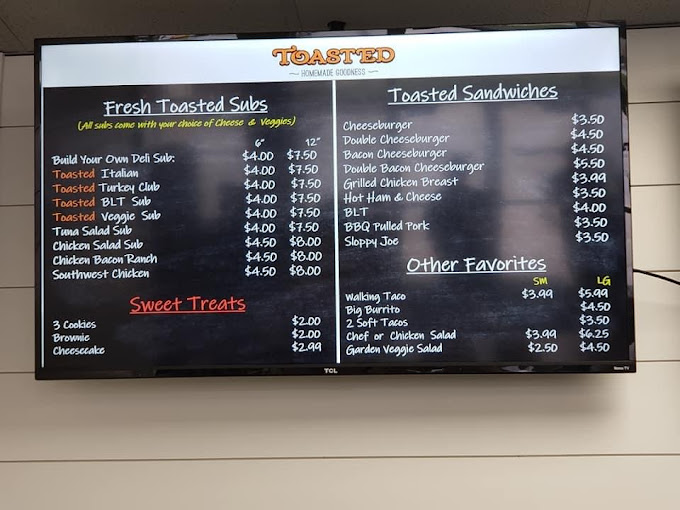 TOASTED
HOMEMADE GOODNESS
Fresh Toasted Subs
(All subs come with your choice of Cheese & Veggies)
6" 12"
Build Your Own Deli Sub: $4.00 $7.50
Toasted Italian $4.00 $7.50
Toasted Turkey Club $4.00 $7.50
Toasted BLT Sub $4.00 $7.50
Toasted Veggie Sub $4.00 $7.50
Tuna Salad Sub $4.00 $7.50
Chicken Salad Sub $4.50 $8.00
Chicken Bacon Ranch $4.50 $8.00
Southwest Chicken $4.50 $8.00
Sweet Treats
3 Cookies $2.00
Brownie $2.00
Cheesecake $2.99
Toasted Sandwiches
Cheeseburger $3.50
Double Cheeseburger $4.50
Bacon Cheeseburger $4.50
Double Bacon Cheeseburger $5.50
Grilled Chicken Breast $3.99
Hot Ham & Cheese $3.50
BLT $4.00
BBQ Pulled Pork $3.50
Sloppy Joe $3.50
Other Favorites
SM LG
Walking Taco $3.99 $5.99
Big Burrito $4.50
2 Soft Tacos $3.50
Chef or Chicken Salad $3.99 $6.25
Garden Veggie Salad $2.50 $4.50
TCL
Roku TV